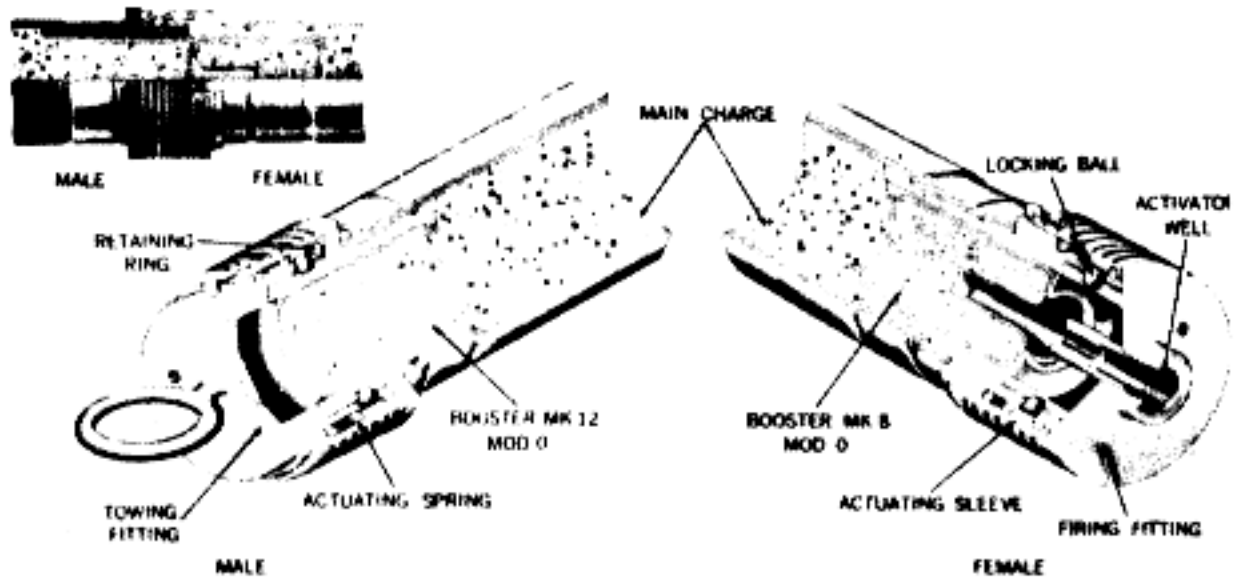 MALE
FEMALE
MAIN CHARGE
LOCKING BALL
ACTIVATOR
WELL
RETAINING
RING
BOOSTER MK 12
MOD 0
BOOSTER MK 8
MOD 0
ACTUATING SPRING
ACTUATING SLEEVE
TOWING
FITTING
FIRING FITTING
MALE
FEMALE